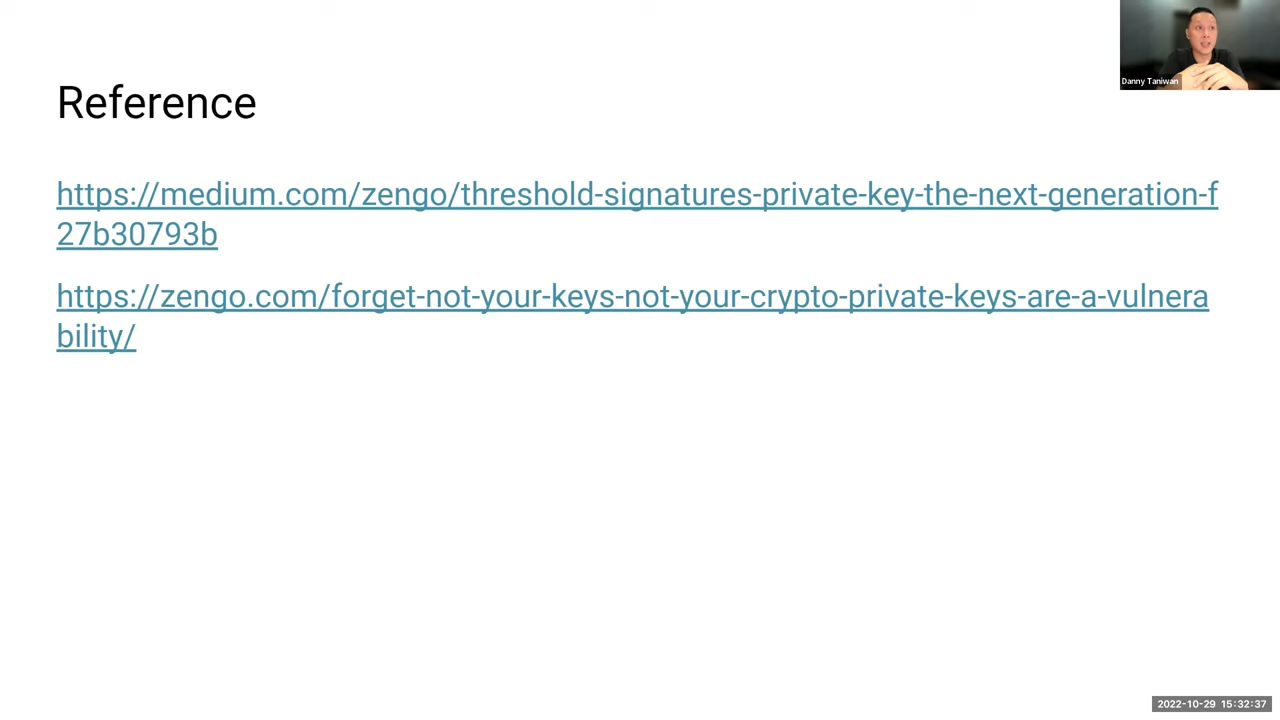 Danny Taniwan
Reference
https://medium.com/zengo/threshold-signatures-private-key-the-next-generation-f
27b30793b
https://zengo.com/forget-not-your-keys-not-your-crypto-private-keys-are-a-vulnera
bility/
2022-10-29 15:32:37